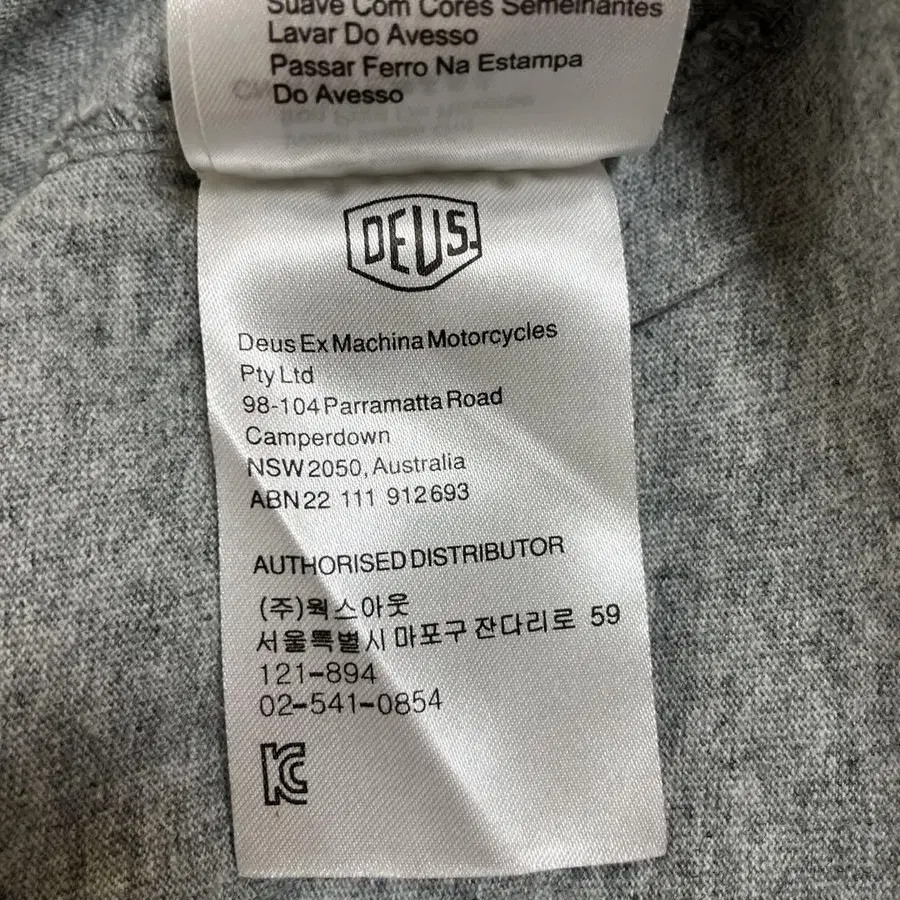 Suave Com Cores Semelhantes
Lavar Do Avesso
Passar Ferro Na Estampa
Do Avesso
DEUS.
Deus Ex Machina Motorcycles
Pty Ltd
98-104 Parramatta Road
Camperdown
NSW 2050, Australia
ABN 22 111 912 693
AUTHORISED DISTRIBUTOR
(주)웍스아웃
서울특별시 마포구 잔다리로 59
121-894
02-541-0854
KC